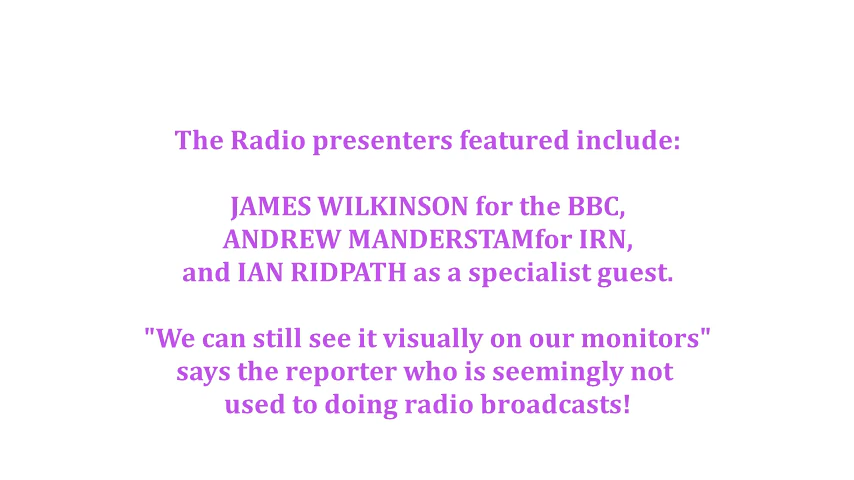 The Radio presenters featured include:
JAMES WILKINSON for the BBC,
ANDREW MANDERSTAMfor IRN,
and IAN RIDPATH as a specialist guest.
"We can still see it visually on our monitors"
says the reporter who is seemingly not
used to doing radio broadcasts!